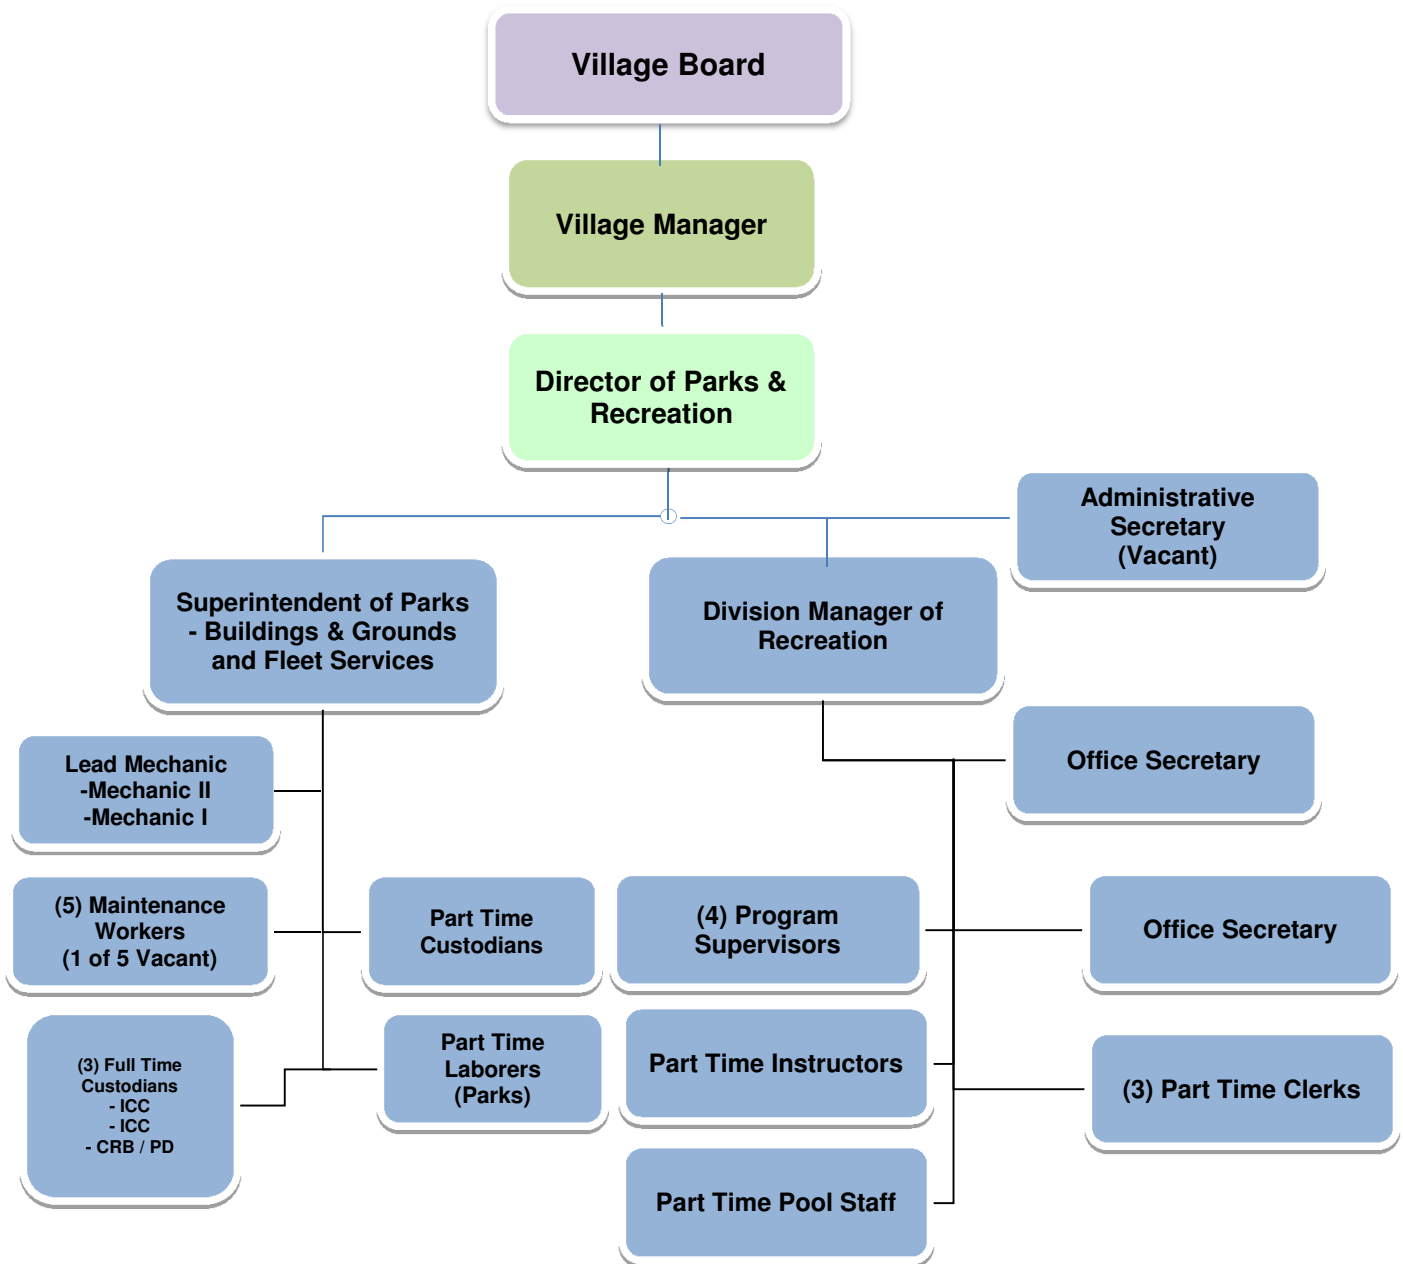 Village Board
Village Manager
Director of Parks &
Recreation
Administrative
Secretary
(Vacant)
Superintendent of Parks
- Buildings & Grounds
and Fleet Services
Division Manager of
Recreation
Lead Mechanic
-Mechanic II
-Mechanic I
Office Secretary
(5) Maintenance
Workers
(1 of 5 Vacant)
Part Time
Custodians
(4) Program
Supervisors
Office Secretary
(3) Full Time
Custodians
- ICC
- ICC
- CRB / PD
Part Time
Laborers
(Parks)
Part Time Instructors
(3) Part Time Clerks
Part Time Pool Staff